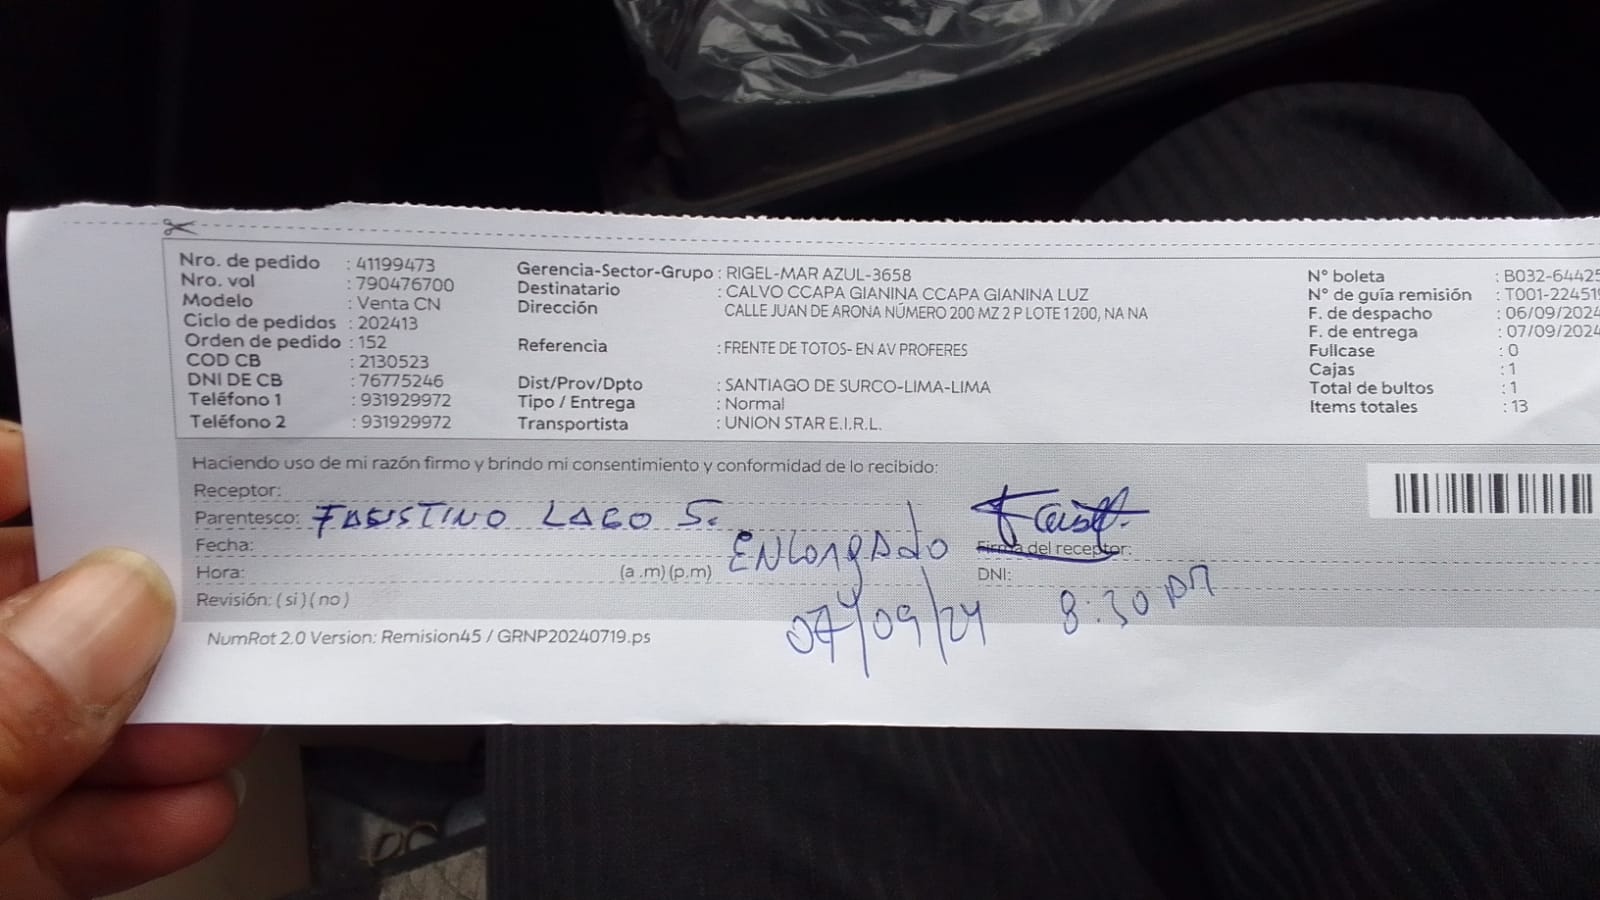 Nro. de pedido : 41199473
Nro. vol : 790476700
Modelo : Venta CN
Ciclo de pedidos : 202413
Orden de pedido : 152
COD CB : 2130523
DNI DE CB : 76775246
Teléfono 1 : 931929972
Teléfono 2 : 931929972
Gerencia-Sector-Grupo : RIGEL-MAR AZUL-3658
Destinatario : CALVO CCAPA GIANINA CCAPA GIANINA LUZ
Dirección CALLE JUAN DE ARONA NÚMERO 200 MZ 2 P LOTE 1 200, NA NA
Referencia : FRENTE DE TOTOS- EN AV PROFERES
Dist/Prov/Dpto : SANTIAGO DE SURCO-LIMA-LIMA
Tipo / Entrega : Normal
Transportista : UNION STAR E.I.R.L.
N° boleta : B032-64425
N° de guía remisión : T001-224519
F. de despacho : 06/09/2024
F. de entrega : 07/09/2024
Fullcase : 0
Cajas : 1
Total de bultos : 1
Items totales : 13
Haciendo uso de mi razón firmo y brindo mi consentimiento y conformidad de lo recibido:
Receptor:
Parentesco: FAUSTINO LAGO S.
Fecha:
Hora: (a .m) (p.m)
Revisión: ( si ) ( no )
ENCARGADO
07/09/24 8:30 pm
Firma del receptor:
DNI:
NumRot 2.0 Version: Remision45 / GRNP20240719.ps